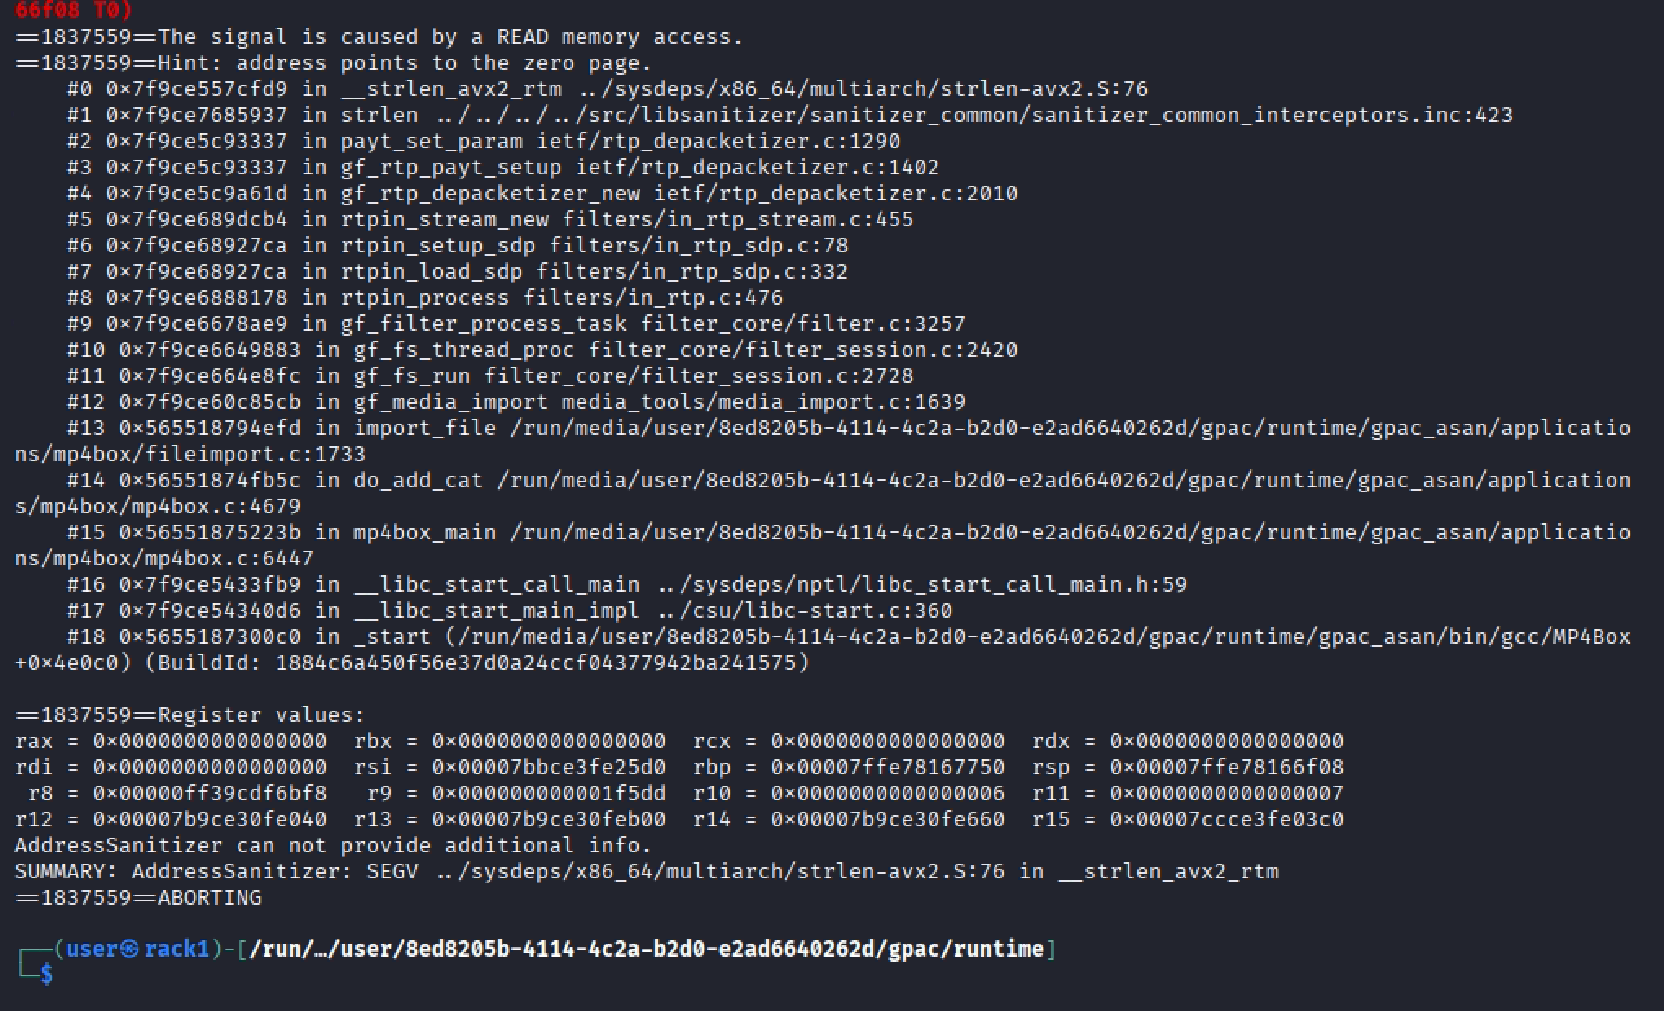 66f08 T0)
==1837559==The signal is caused by a READ memory access.
==1837559==Hint: address points to the zero page.
    #0 0x7f9ce557cfd9 in __strlen_avx2_rtm ../sysdeps/x86_64/multiarch/strlen-avx2.S:76
    #1 0x7f9ce7685937 in strlen ../../../../src/libsanitizer/sanitizer_common/sanitizer_common_interceptors.inc:423
    #2 0x7f9ce5c93337 in payt_set_param ietf/rtp_depacketizer.c:1290
    #3 0x7f9ce5c93337 in gf_rtp_payt_setup ietf/rtp_depacketizer.c:1402
    #4 0x7f9ce5c9a61d in gf_rtp_depacketizer_new ietf/rtp_depacketizer.c:2010
    #5 0x7f9ce689dcb4 in rtpin_stream_new filters/in_rtp_stream.c:455
    #6 0x7f9ce68927ca in rtpin_setup_sdp filters/in_rtp_sdp.c:78
    #7 0x7f9ce68927ca in rtpin_load_sdp filters/in_rtp_sdp.c:332
    #8 0x7f9ce6888178 in rtpin_process filters/in_rtp.c:476
    #9 0x7f9ce6678ae9 in gf_filter_process_task filter_core/filter.c:3257
    #10 0x7f9ce6649883 in gf_fs_thread_proc filter_core/filter_session.c:2420
    #11 0x7f9ce664e8fc in gf_fs_run filter_core/filter_session.c:2728
    #12 0x7f9ce60c85cb in gf_media_import media_tools/media_import.c:1639
    #13 0x565518794efd in import_file /run/media/user/8ed8205b-4114-4c2a-b2d0-e2ad6640262d/gpac/runtime/gpac_asan/applicatio
ns/mp4box/fileimport.c:1733
    #14 0x56551874fb5c in do_add_cat /run/media/user/8ed8205b-4114-4c2a-b2d0-e2ad6640262d/gpac/runtime/gpac_asan/application
s/mp4box/mp4box.c:4679
    #15 0x56551875223b in mp4box_main /run/media/user/8ed8205b-4114-4c2a-b2d0-e2ad6640262d/gpac/runtime/gpac_asan/applicatio
ns/mp4box/mp4box.c:6447
    #16 0x7f9ce5433fb9 in __libc_start_call_main ../sysdeps/nptl/libc_start_call_main.h:59
    #17 0x7f9ce54340d6 in __libc_start_main_impl ../csu/libc-start.c:360
    #18 0x5655187300c0 in _start (/run/media/user/8ed8205b-4114-4c2a-b2d0-e2ad6640262d/gpac/runtime/gpac_asan/bin/gcc/MP4Box
+0x4e0c0) (BuildId: 1884c6a450f56e37d0a24ccf04377942ba241575)

==1837559==Register values:
rax = 0x0000000000000000  rbx = 0x0000000000000000  rcx = 0x0000000000000000  rdx = 0x0000000000000000
rdi = 0x0000000000000000  rsi = 0x00007bbce3fe25d0  rbp = 0x00007ffe78167750  rsp = 0x00007ffe78166f08
 r8 = 0x00000ff39cdf6bf8   r9 = 0x000000000001f5dd  r10 = 0x0000000000000006  r11 = 0x0000000000000007
r12 = 0x00007b9ce30fe040  r13 = 0x00007b9ce30feb00  r14 = 0x00007b9ce30fe660  r15 = 0x00007ccce3fe03c0
AddressSanitizer can not provide additional info.
SUMMARY: AddressSanitizer: SEGV ../sysdeps/x86_64/multiarch/strlen-avx2.S:76 in __strlen_avx2_rtm
==1837559==ABORTING

┌──(user㉿rack1)-[/run/…/user/8ed8205b-4114-4c2a-b2d0-e2ad6640262d/gpac/runtime]
└─$